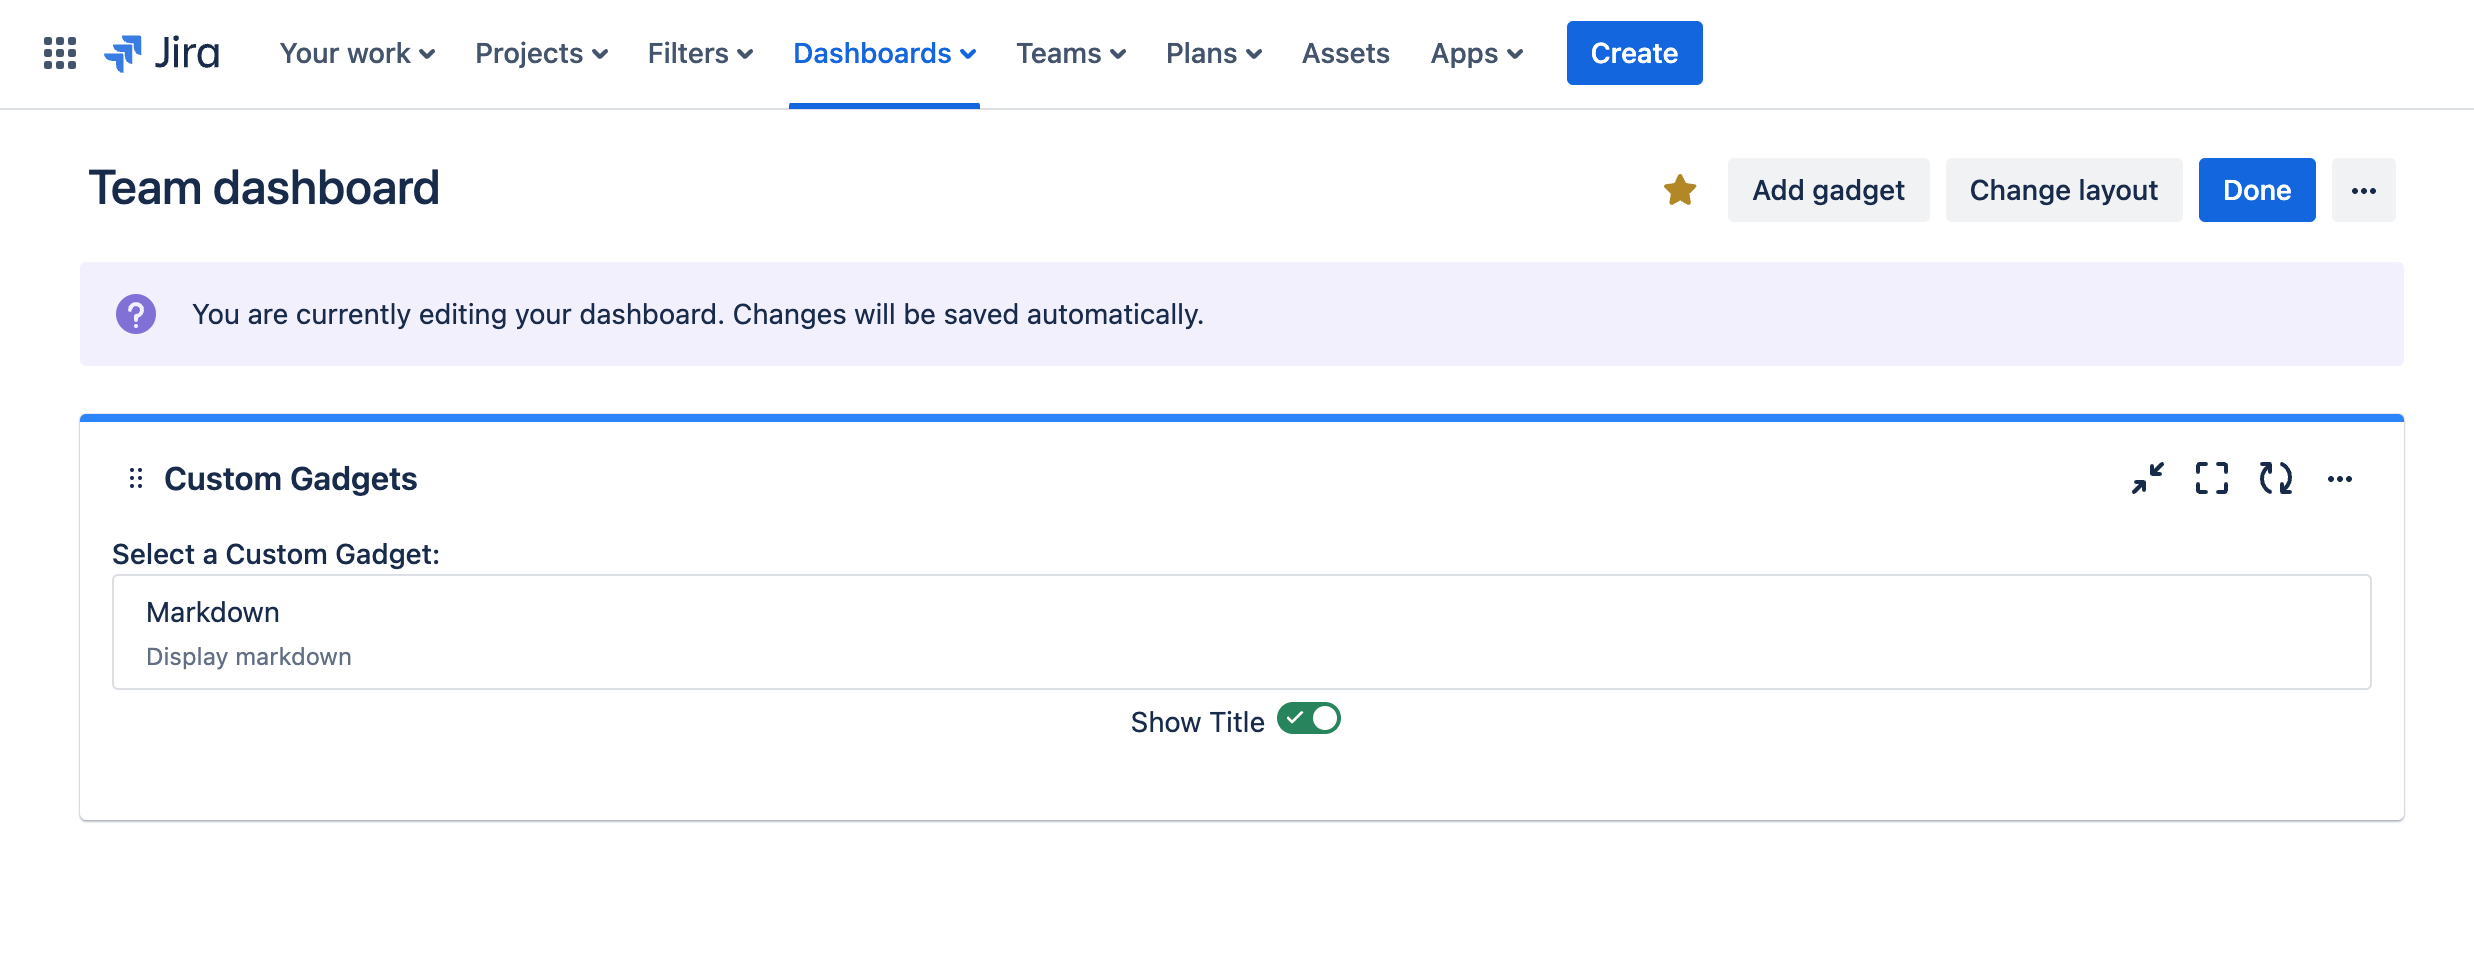 Jira Your work Projects Filters Dashboards Teams Plans Assets Apps Create
Team dashboard Add gadget Change layout Done
You are currently editing your dashboard. Changes will be saved automatically.
Custom Gadgets
Select a Custom Gadget:
Markdown
Display markdown
Show Title